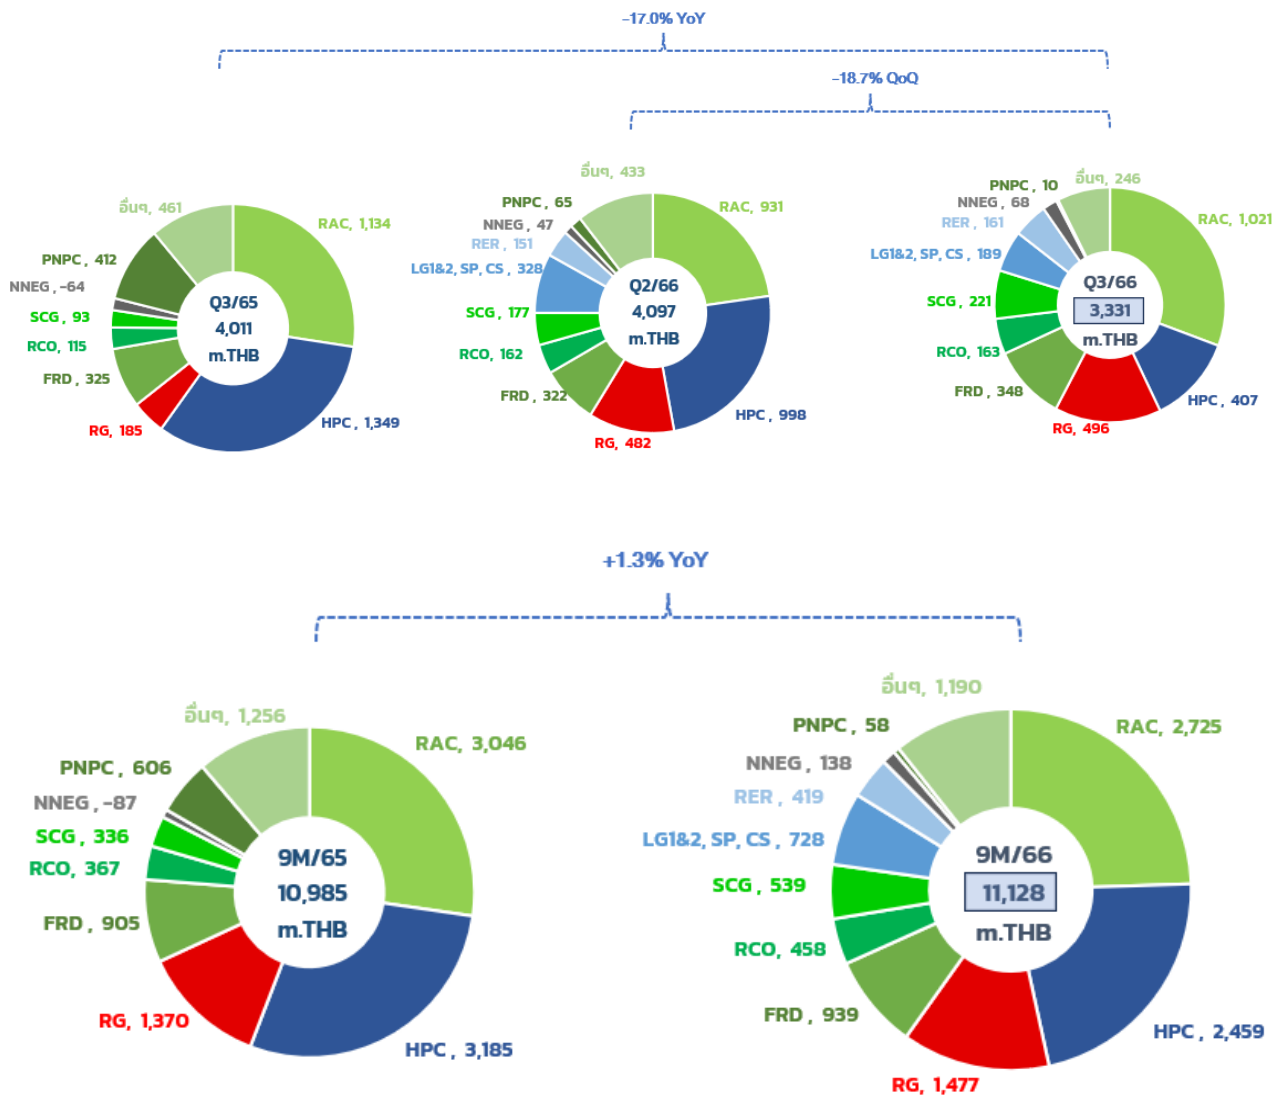 -17.0% YoY
-18.7% QoQ
อื่นๆ, 461
RAC, 1,134
PNPC, 412
NNEG, -64
SCG, 93
RCO, 115
FRD, 325
RG, 185
HPC, 1,349
Q3/65
4,011
m.THB
อื่นๆ, 433
PNPC, 65
NNEG, 47
RER, 151
LG1&2, SP, CS, 328
SCG, 177
RCO, 162
FRD, 322
RG, 482
HPC, 998
RAC, 931
Q2/66
4,097
m.THB
อื่นๆ, 246
PNPC, 10
NNEG, 68
RER, 161
LG1&2, SP, CS, 189
SCG, 221
RCO, 163
FRD, 348
RG, 496
HPC, 407
RAC, 1,021
Q3/66
3,331
m.THB
+1.3% YoY
อื่นๆ, 1,256
PNPC, 606
NNEG, -87
SCG, 336
RCO, 367
FRD, 905
RG, 1,370
HPC, 3,185
RAC, 3,046
9M/65
10,985
m.THB
อื่นๆ, 1,190
PNPC, 58
NNEG, 138
RER, 419
LG1&2, SP, CS, 728
SCG, 539
RCO, 458
FRD, 939
RG, 1,477
HPC, 2,459
RAC, 2,725
9M/66
11,128
m.THB